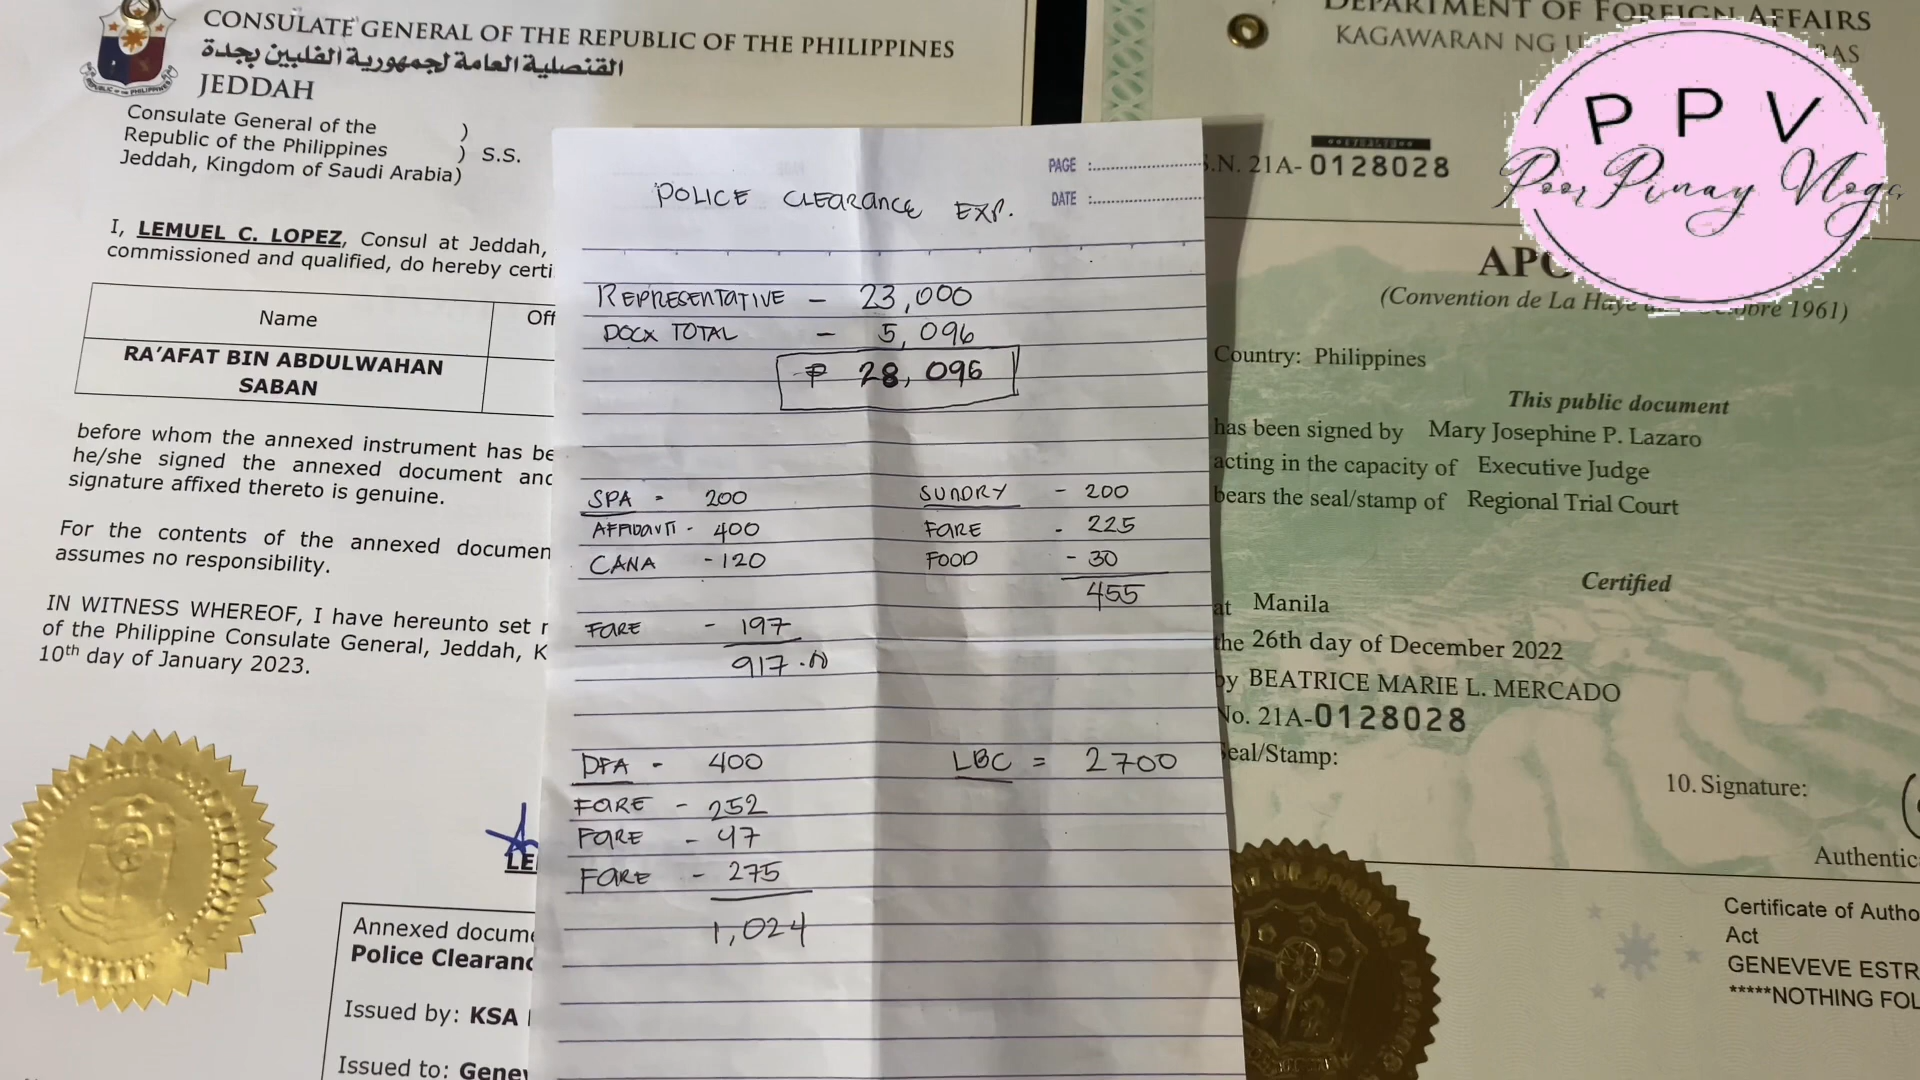 CONSULATE GENERAL OF THE REPUBLIC OF THE PHILIPPINES
القنصلية العامة لجمهورية الفلبين بجدة
JEDDAH
Consulate General of the )
Republic of the Philippines ) S.S.
Jeddah, Kingdom of Saudi Arabia)
I, LEMUEL C. LOPEZ, Consul at Jeddah,
commissioned and qualified, do hereby certi
Name Off
RA'AFAT BIN ABDULWAHAN
SABAN
before whom the annexed instrument has be
he/she signed the annexed document and
signature affixed thereto is genuine.
For the contents of the annexed documen
assumes no responsibility.
IN WITNESS WHEREOF, I have hereunto set
of the Philippine Consulate General, Jeddah, K
10th day of January 2023.
LE
Annexed docume
Police Clearanc
Issued by: KSA
Issued to: Genev
PAGE :
DATE :
POLICE CLEARANCE EXP.
REPRESENTATIVE - 23,000
DOCX TOTAL - 5,096
₱ 28,096
SPA - 200
AFFIDAVIT - 400
CANA - 120
FARE - 197
917.
SUNDRY - 200
FARE - 225
FOOD - 30
455
DFA - 400
FARE - 252
FARE - 47
FARE - 275
1,024
LBC = 2700
DEPARTMENT OF FOREIGN AFFAIRS
KAGAWARAN NG
S.N. 21A-0128028
PPV
Poor Pinay Vlogs
APO
(Convention de La Haye du octobre 1961)
Country: Philippines
This public document
has been signed by Mary Josephine P. Lazaro
acting in the capacity of Executive Judge
bears the seal/stamp of Regional Trial Court
Certified
at Manila
the 26th day of December 2022
by BEATRICE MARIE L. MERCADO
No. 21A-0128028
Seal/Stamp:
10. Signature:
Authentic
Certificate of Autho
Act
GENEVEVE ESTR
*****NOTHING FOL